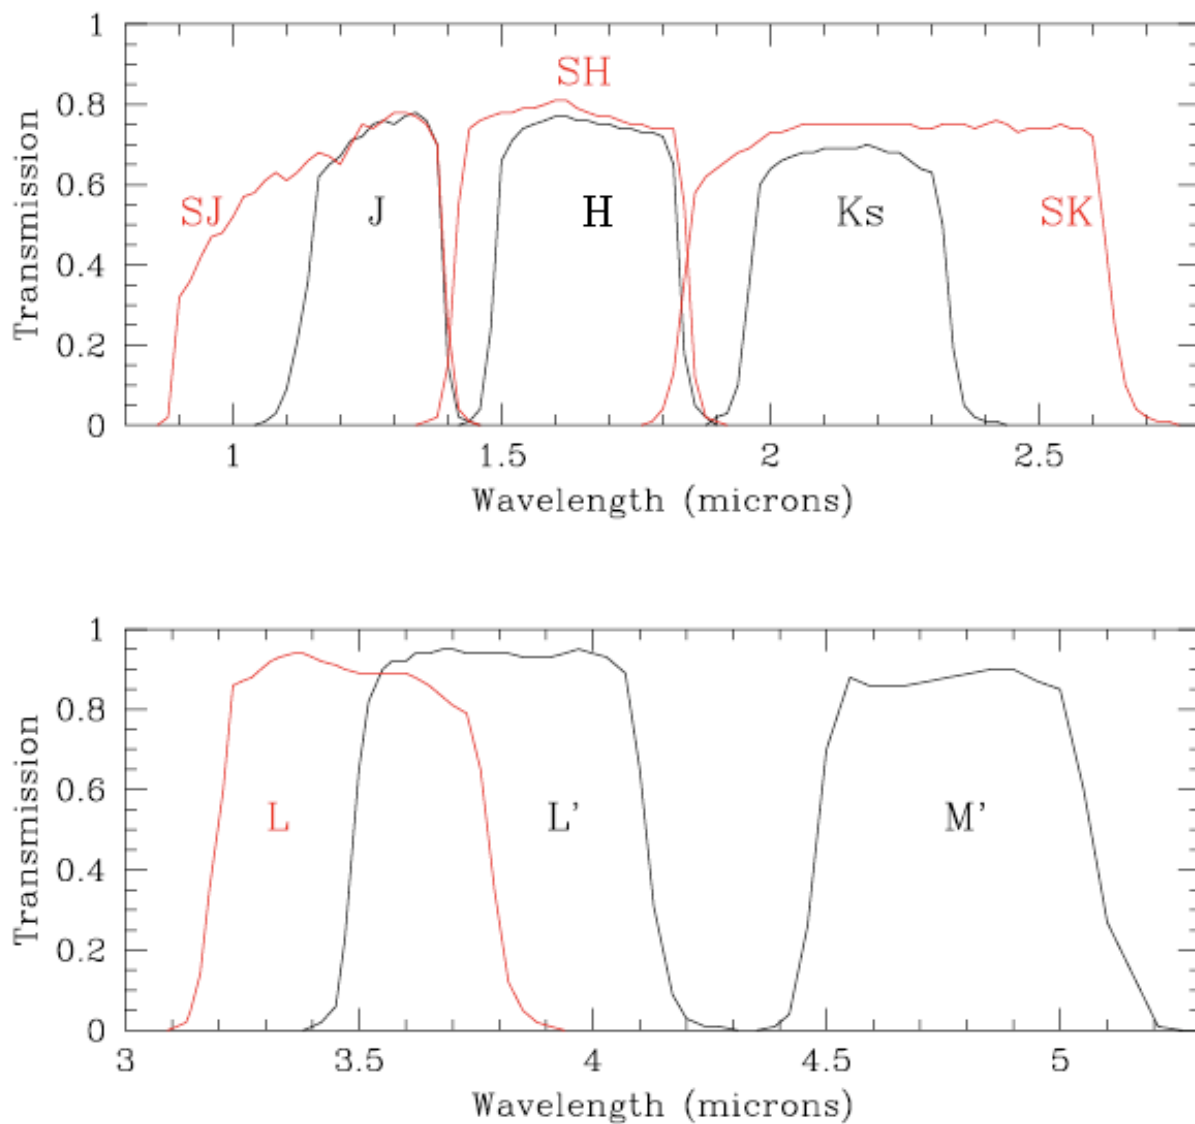 1
0.8
0.6
0.4
0.2
0
Transmission
SJ
J
SH
H
Ks
SK
1 1.5 2 2.5
Wavelength (microns)
1
0.8
0.6
0.4
0.2
0
Transmission
L
L'
M'
3 3.5 4 4.5 5
Wavelength (microns)